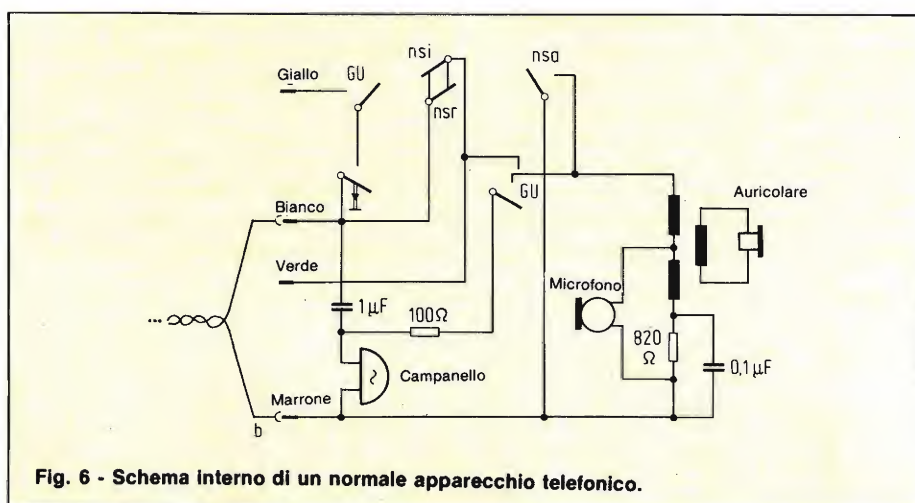 Giallo
GU
nsi
nsr
nsa
GU
Auricolare
Bianco
Verde
Microfono
1µF
100Ω
820
Ω
0,1µF
Campanello
Marrone
b
Fig. 6 - Schema interno di un normale apparecchio telefonico.